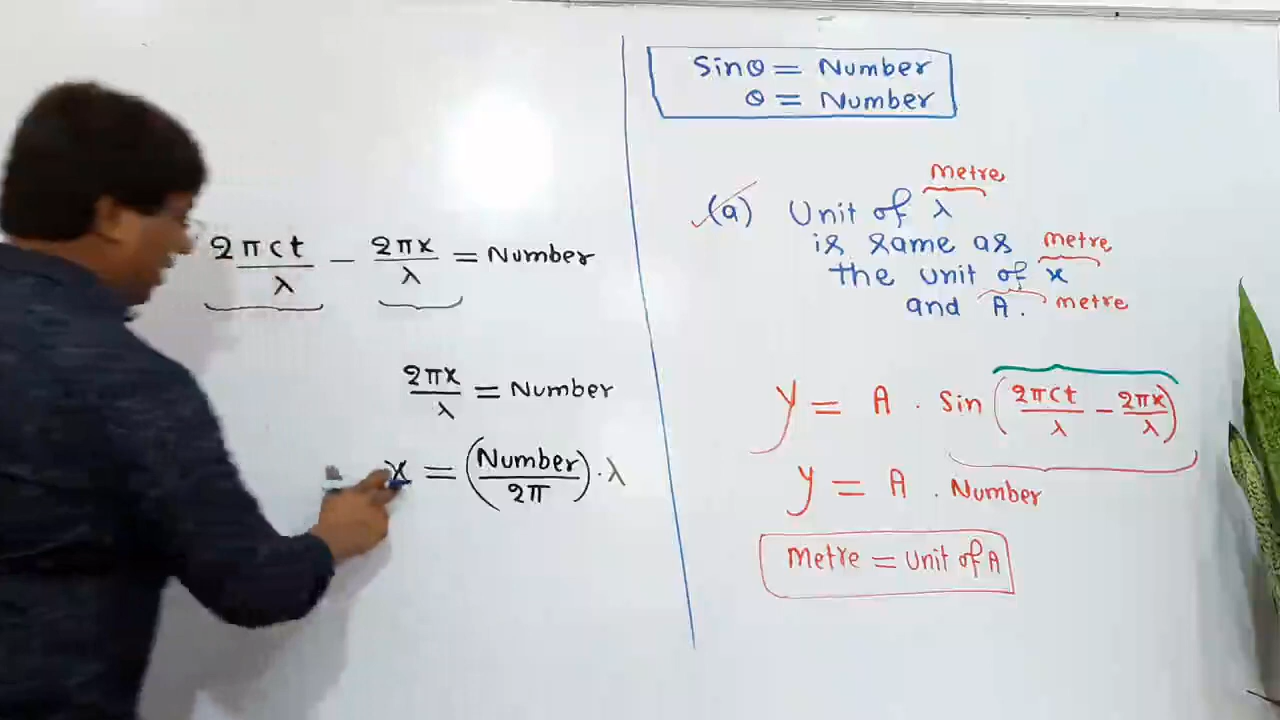 2πct/λ − 2πx/λ = Number
2πx/λ = Number
x = (Number/2π) · λ
Sinθ = Number
θ = Number
metre
(a) Unit of λ
is same as metre
the unit of x
and A. metre
y = A . sin (2πct/λ − 2πx/λ)
y = A . Number
metre = unit of A